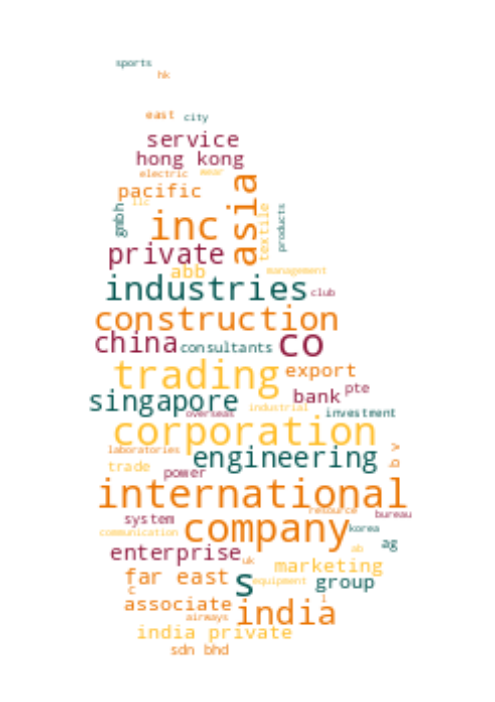 sports
hk
east city
service
hong kong
electric wear
pacific
llc
gmbh
inc
asia
textile
products
private
abb
management
industries club
construction
china consultants co
trading export
singapore bank pte
overseas industrial investment
corporation
laboratories engineering b v
trade
power
international
resource bureau
system company korea
communication
ab ag
enterprise uk
marketing
far east s equipment group
c
associate india l
airways
india private
sdn bhd